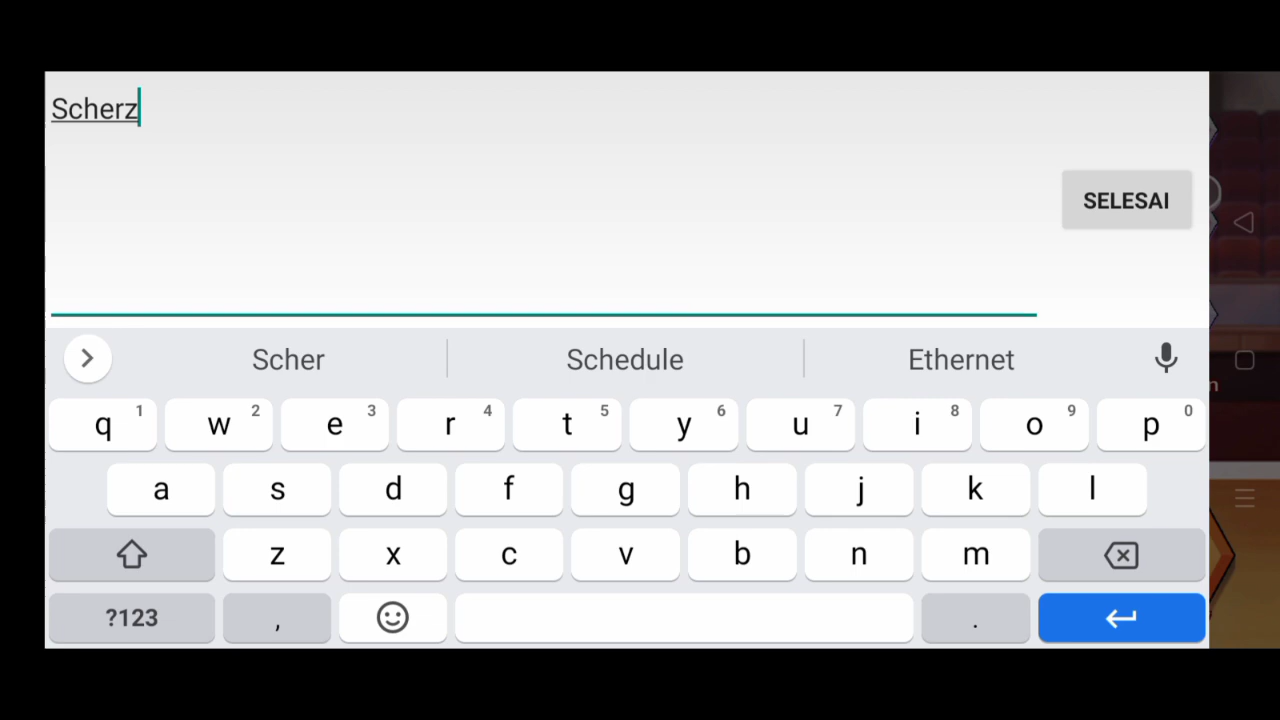 Scherz
SELESAI
Scher Schedule Ethernet
q 1 w 2 e 3 r 4 t 5 y 6 u 7 i 8 o 9 p 0
a s d f g h j k l
z x c v b n m
?123 , .
n